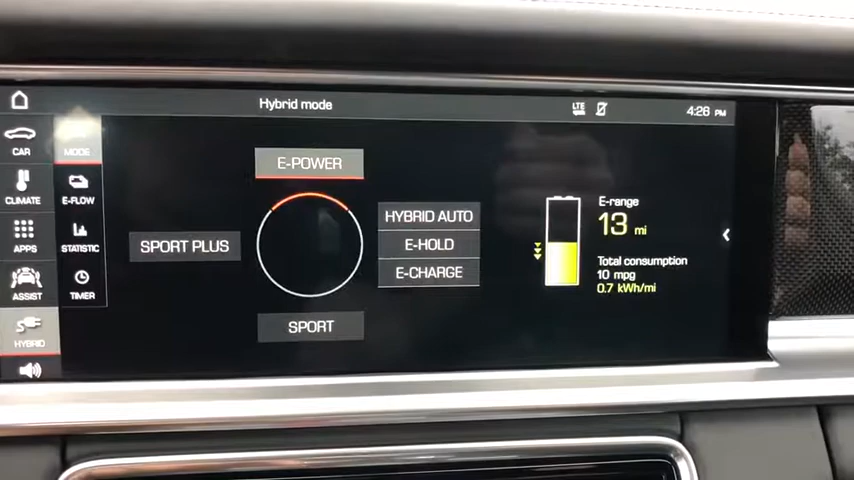 Hybrid mode
LTE
4:26 PM
CAR
MODE
CLIMATE
E-FLOW
APPS
STATISTIC
ASSIST
TIMER
HYBRID
E-POWER
SPORT PLUS
HYBRID AUTO
E-HOLD
E-CHARGE
SPORT
E-range
13 mi
Total consumption
10 mpg
0.7 kWh/mi